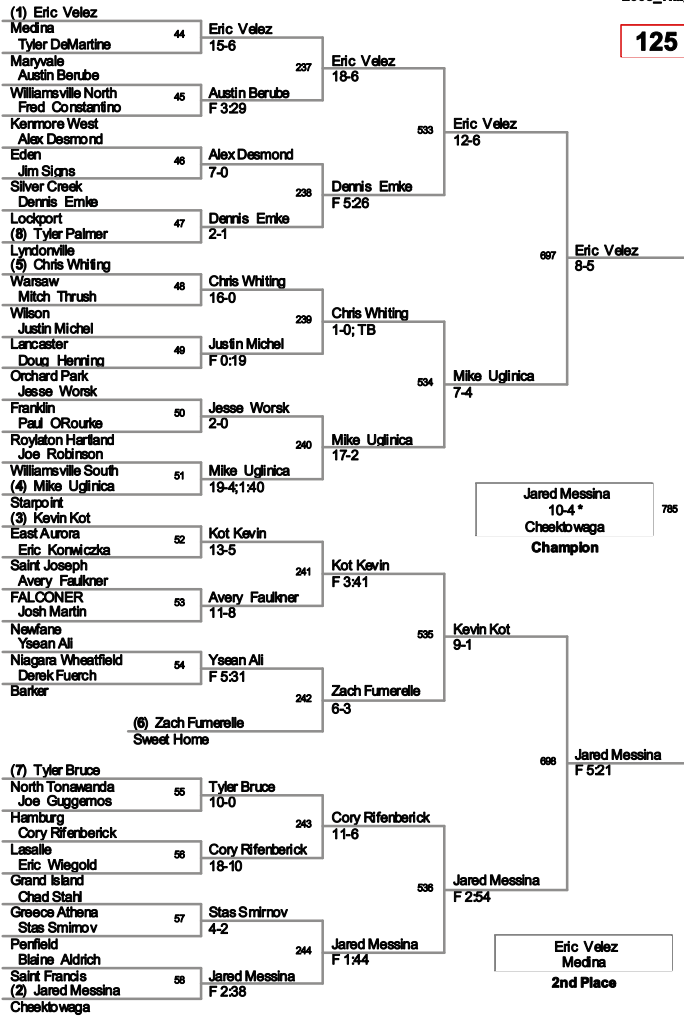 125
(1) Eric Velez
Medina
Tyler DeMartine
Maryvale
Austin Berube
Williamsville North
Fred Constantino
Kenmore West
Alex Desmond
Eden
Jim Signs
Silver Creek
Dennis Emke
Lockport
(8) Tyler Palmer
Lyndonville
(5) Chris Whiting
Warsaw
Mitch Thrush
Wilson
Justin Michel
Lancaster
Doug Henning
Orchard Park
Jesse Worsk
Franklin
Paul ORourke
Roylaton Hartland
Joe Robinson
Williamsville South
(4) Mike Uglinica
Starpoint
(3) Kevin Kot
East Aurora
Eric Konwiczka
Saint Joseph
Avery Faulkner
FALCONER
Josh Martin
Newfane
Ysean Ali
Niagara Wheatfield
Derek Fuerch
Barker
(6) Zach Fumerelle
Sweet Home
(7) Tyler Bruce
North Tonawanda
Joe Guggemos
Hamburg
Cory Rifenberick
Lasalle
Eric Wiegold
Grand Island
Chad Stahl
Greece Athena
Stas Smirnov
Penfield
Blaine Aldrich
Saint Francis
(2) Jared Messina
Cheektowaga
44
45
46
47
48
49
50
51
52
53
54
55
56
57
58
Eric Velez
15-6
Austin Berube
F 3:29
Alex Desmond
7-0
Dennis Emke
2-1
Chris Whiting
16-0
Justin Michel
F 0:19
Jesse Worsk
2-0
Mike Uglinica
19-4;1:40
Kot Kevin
13-5
Avery Faulkner
11-8
Ysean Ali
F 5:31
Tyler Bruce
10-0
Cory Rifenberick
18-10
Stas Smirnov
4-2
Jared Messina
F 2:38
237
238
239
240
241
242
243
244
Eric Velez
18-6
Dennis Emke
F 5:26
Chris Whiting
1-0; TB
Mike Uglinica
17-2
Kot Kevin
F 3:41
Zach Fumerelle
6-3
Cory Rifenberick
11-6
Jared Messina
F 1:44
533
534
535
536
Eric Velez
12-6
Mike Uglinica
7-4
Kevin Kot
9-1
Jared Messina
F 2:54
697
698
Eric Velez
8-5
Jared Messina
F 5:21
Jared Messina
10-4 *
Cheektowaga
785
Champion
Eric Velez
Medina
2nd Place